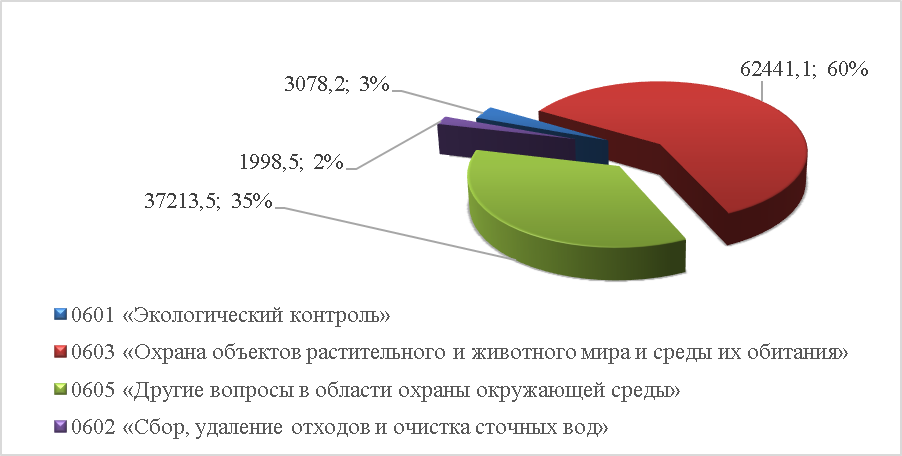 62441,1; 60%
3078,2; 3%
1998,5; 2%
37213,5; 35%
0601 «Экологический контроль»
0603 «Охрана объектов растительного и животного мира и среды их обитания»
0605 «Другие вопросы в области охраны окружающей среды»
0602 «Сбор, удаление отходов и очистка сточных вод»